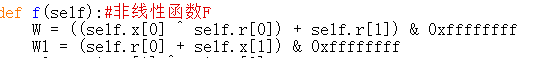 def f(self):#非线性函数F
W = ((self.x[0] ^ self.r[0]) + self.r[1]) & 0xffffffff
W1 = (self.r[0] + self.x[1]) & 0xffffffff